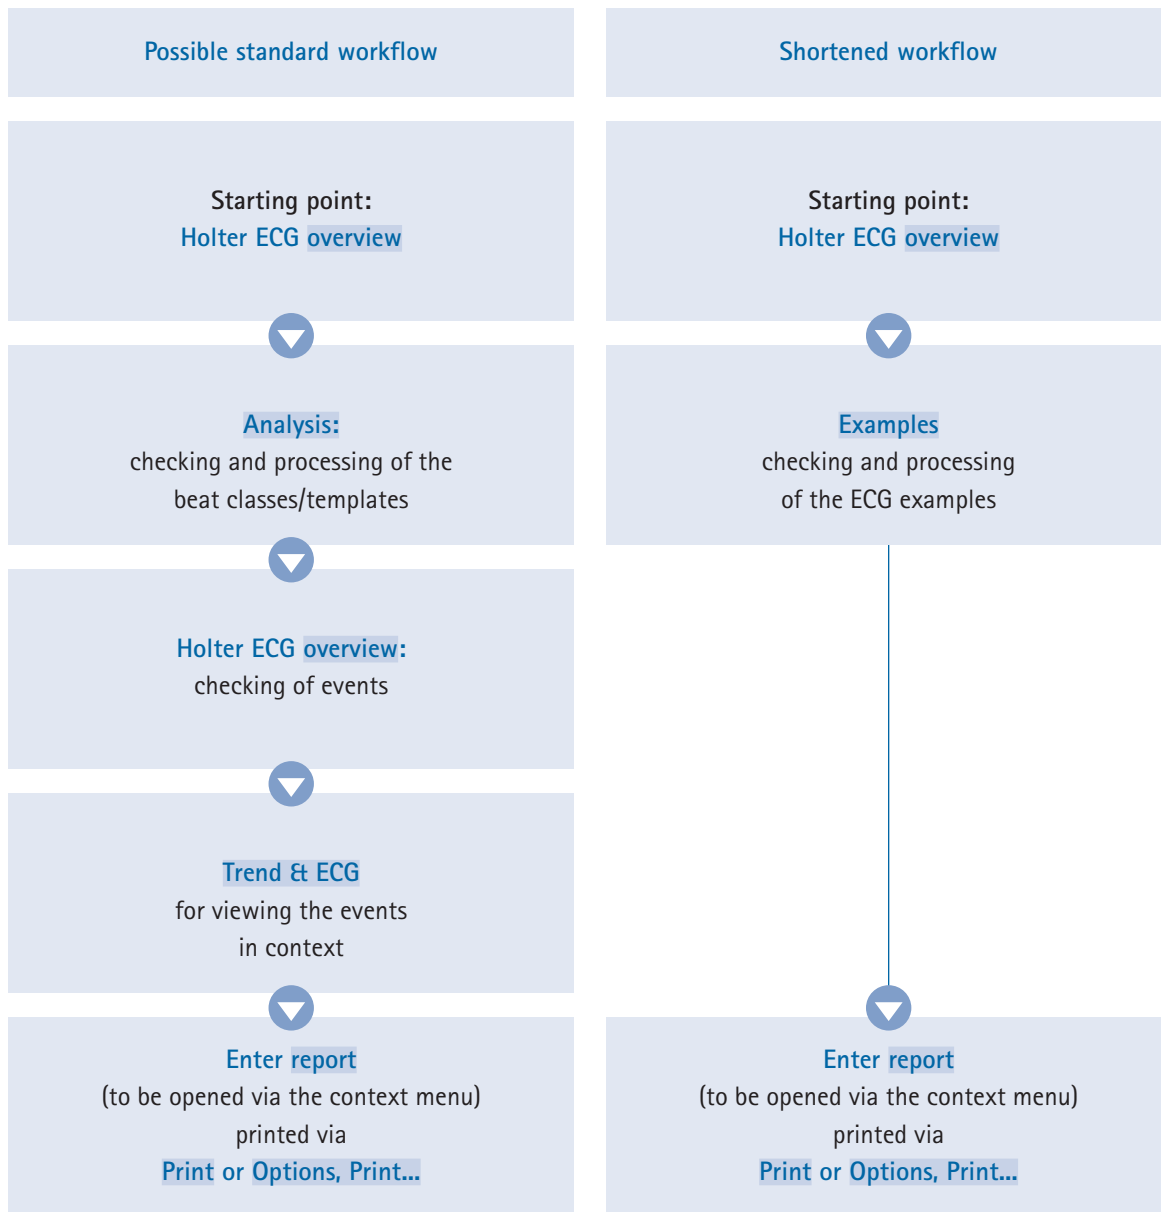 Possible standard workflow
Starting point:
Holter ECG overview
Analysis:
checking and processing of the
beat classes/templates
Holter ECG overview:
checking of events
Trend & ECG
for viewing the events
in context
Enter report
(to be opened via the context menu)
printed via
Print or Options, Print...
Shortened workflow
Starting point:
Holter ECG overview
Examples
checking and processing
of the ECG examples
Enter report
(to be opened via the context menu)
printed via
Print or Options, Print...